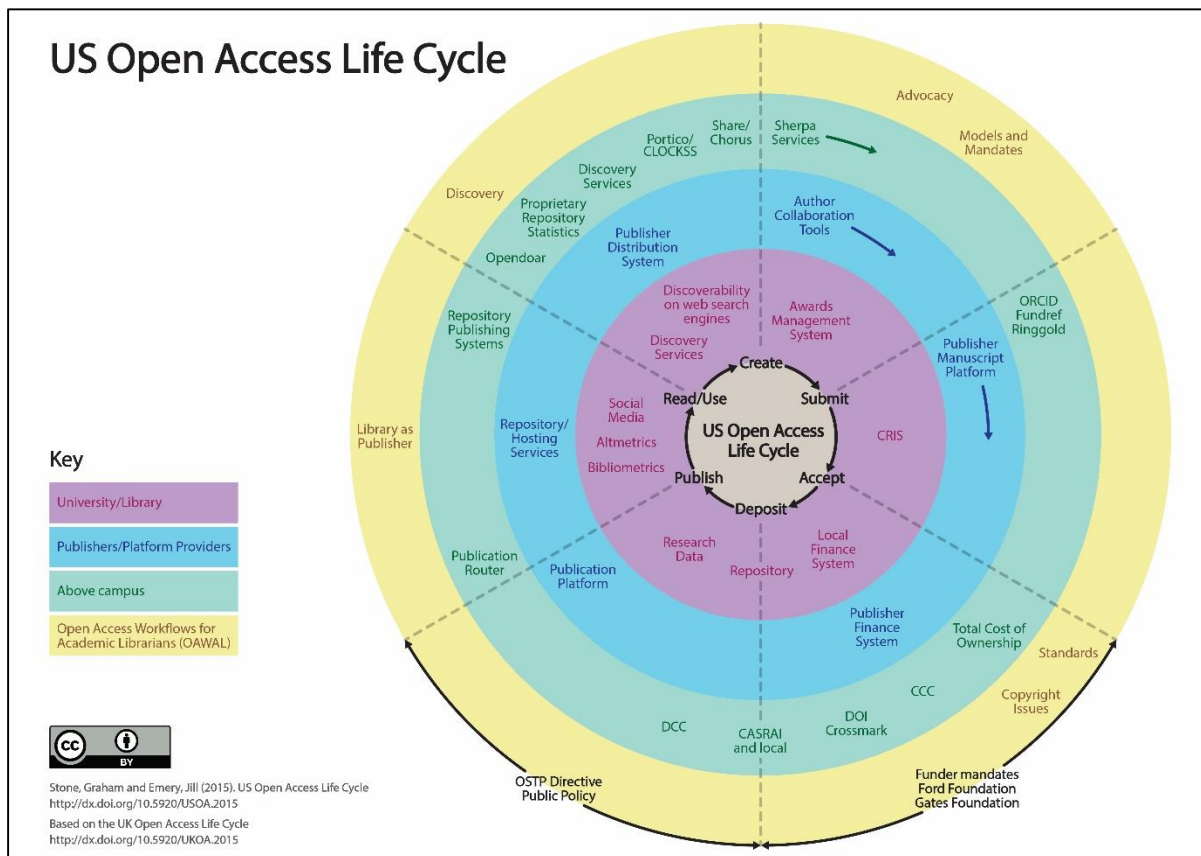 US Open Access Life Cycle
Advocacy
Models and
Mandates
Discovery
Library as
Publisher
Standards
Copyright
Issues
Share/
Chorus
Sherpa
Services
Portico/
CLOCKSS
Discovery
Services
Proprietary
Repository
Statistics
Opendoar
Repository
Publishing
Systems
ORCID
Fundref
Ringgold
Publication
Router
Total Cost of
Ownership
CCC
DOI
Crossmark
CASRAI
and local
DCC
Author
Collaboration
Tools
Publisher
Distribution
System
Publisher
Manuscript
Platform
Repository/
Hosting
Services
Publication
Platform
Publisher
Finance
System
Discoverability
on web search
engines
Awards
Management
System
Discovery
Services
Social
Media
Altmetrics
Bibliometrics
CRIS
Research
Data
Repository
Local
Finance
System
Create
Submit
Accept
Deposit
Publish
Read/Use
US Open Access
Life Cycle
OSTP Directive
Public Policy
Funder mandates
Ford Foundation
Gates Foundation
Key
University/Library
Publishers/Platform Providers
Above campus
Open Access Workflows for
Academic Librarians (OAWAL)
cc
BY
Stone, Graham and Emery, Jill (2015). US Open Access Life Cycle
http://dx.doi.org/10.5920/USOA.2015
Based on the UK Open Access Life Cycle
http://dx.doi.org/10.5920/UKOA.2015